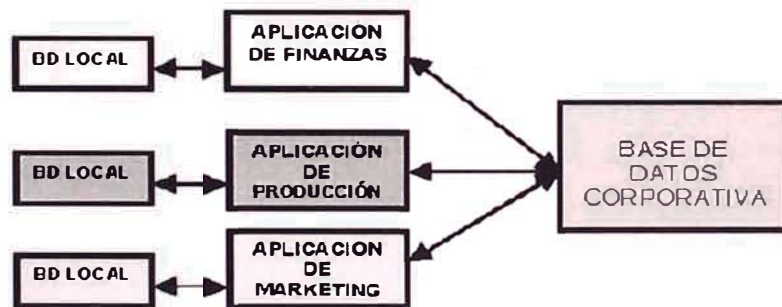 BD LOCAL
APLICACION
DE FINANZAS
BD LOCAL
APLICACIÓN
DE
PRODUCCIÓN
BD LOCAL
APLICACION
DE
MARKETING
BASE DE
DATOS
CORPORATIVA